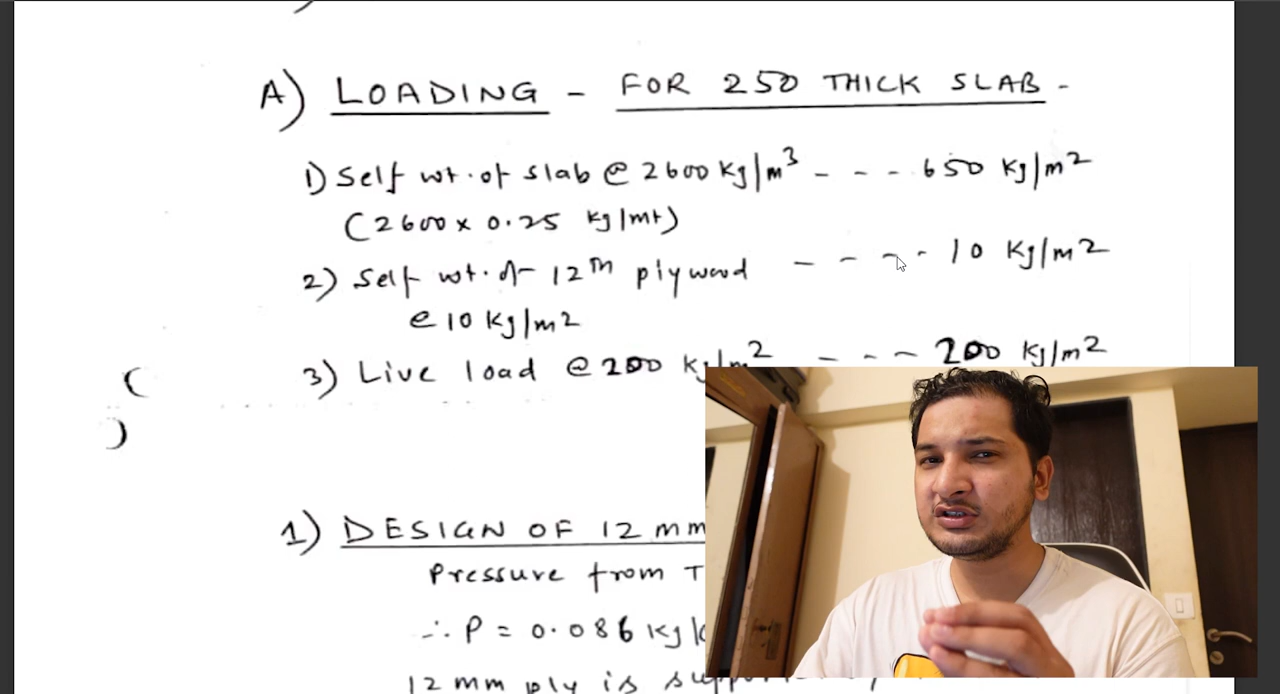 A) LOADING - FOR 250 THICK SLAB -
1) Self wt. of slab @ 2600 Kg/m3 - - - 650 Kg/m2
(2600 x 0.25 Kg/mt)
2) Self wt. of 12 plywood - - - - 10 Kg/m2
@ 10 Kg/m2
3) Live load @ 200 Kg/m2 - - - 200 Kg/m2
(
)
1) DESIGN OF 12 mm
Pressure from
∴ P = 0.086 Kg/
12 mm ply is